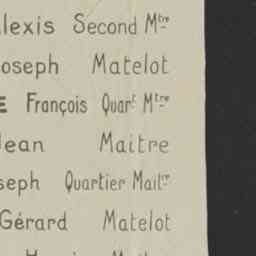 lexis Second Mtre
oseph Matelot
E François Quart Mtre
Jean Maitre
seph Quartier Maitre
Gérard Matelot